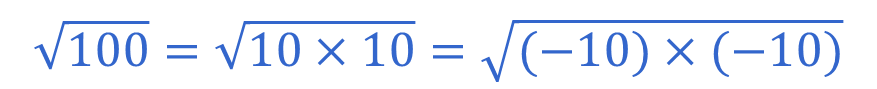 √100 = √10 × 10 = √(−10) × (−10)